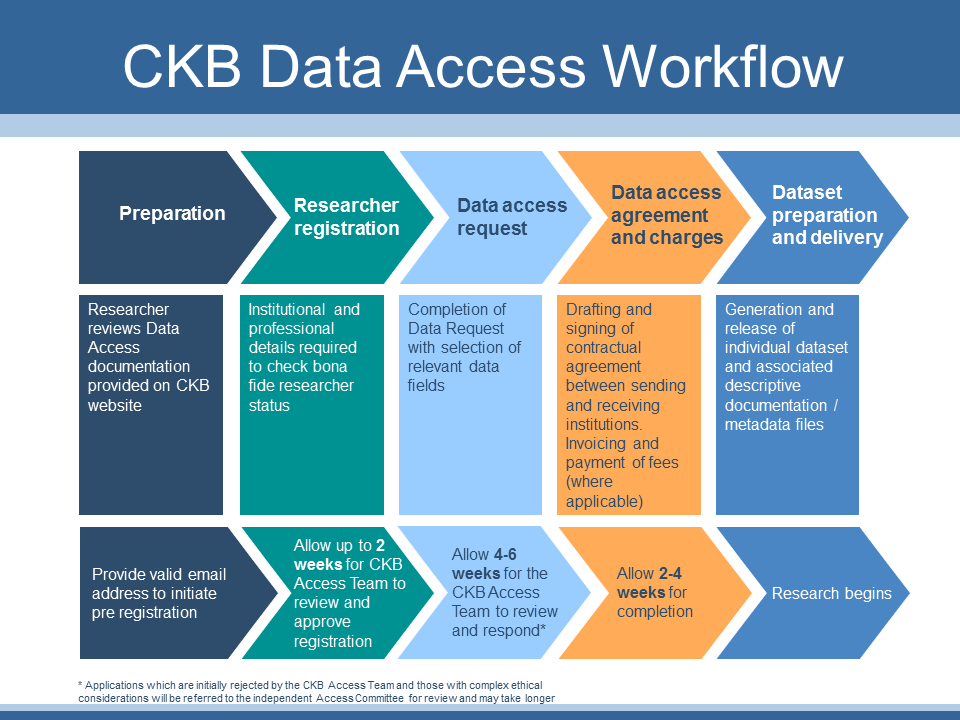 CKB Data Access Workflow
Preparation
Researcher
registration
Data access
request
Data access
agreement
and charges
Dataset
preparation
and delivery
Researcher
reviews Data
Access
documentation
provided on CKB
website
Institutional and
professional
details required
to check bona
fide researcher
status
Completion of
Data Request
with selection of
relevant data
fields
Drafting and
signing of
contractual
agreement
between sending
and receiving
institutions.
Invoicing and
payment of fees
(where
applicable)
Generation and
release of
individual dataset
and associated
descriptive
documentation /
metadata files
Provide valid email
address to initiate
pre registration
Allow up to 2
weeks for CKB
Access Team to
review and
approve
registration
Allow 4-6
weeks for the
CKB Access
Team to review
and respond*
Allow 2-4
weeks for
completion
Research begins
* Applications which are initially rejected by the CKB Access Team and those with complex ethical
considerations will be referred to the independent Access Committee for review and may take longer